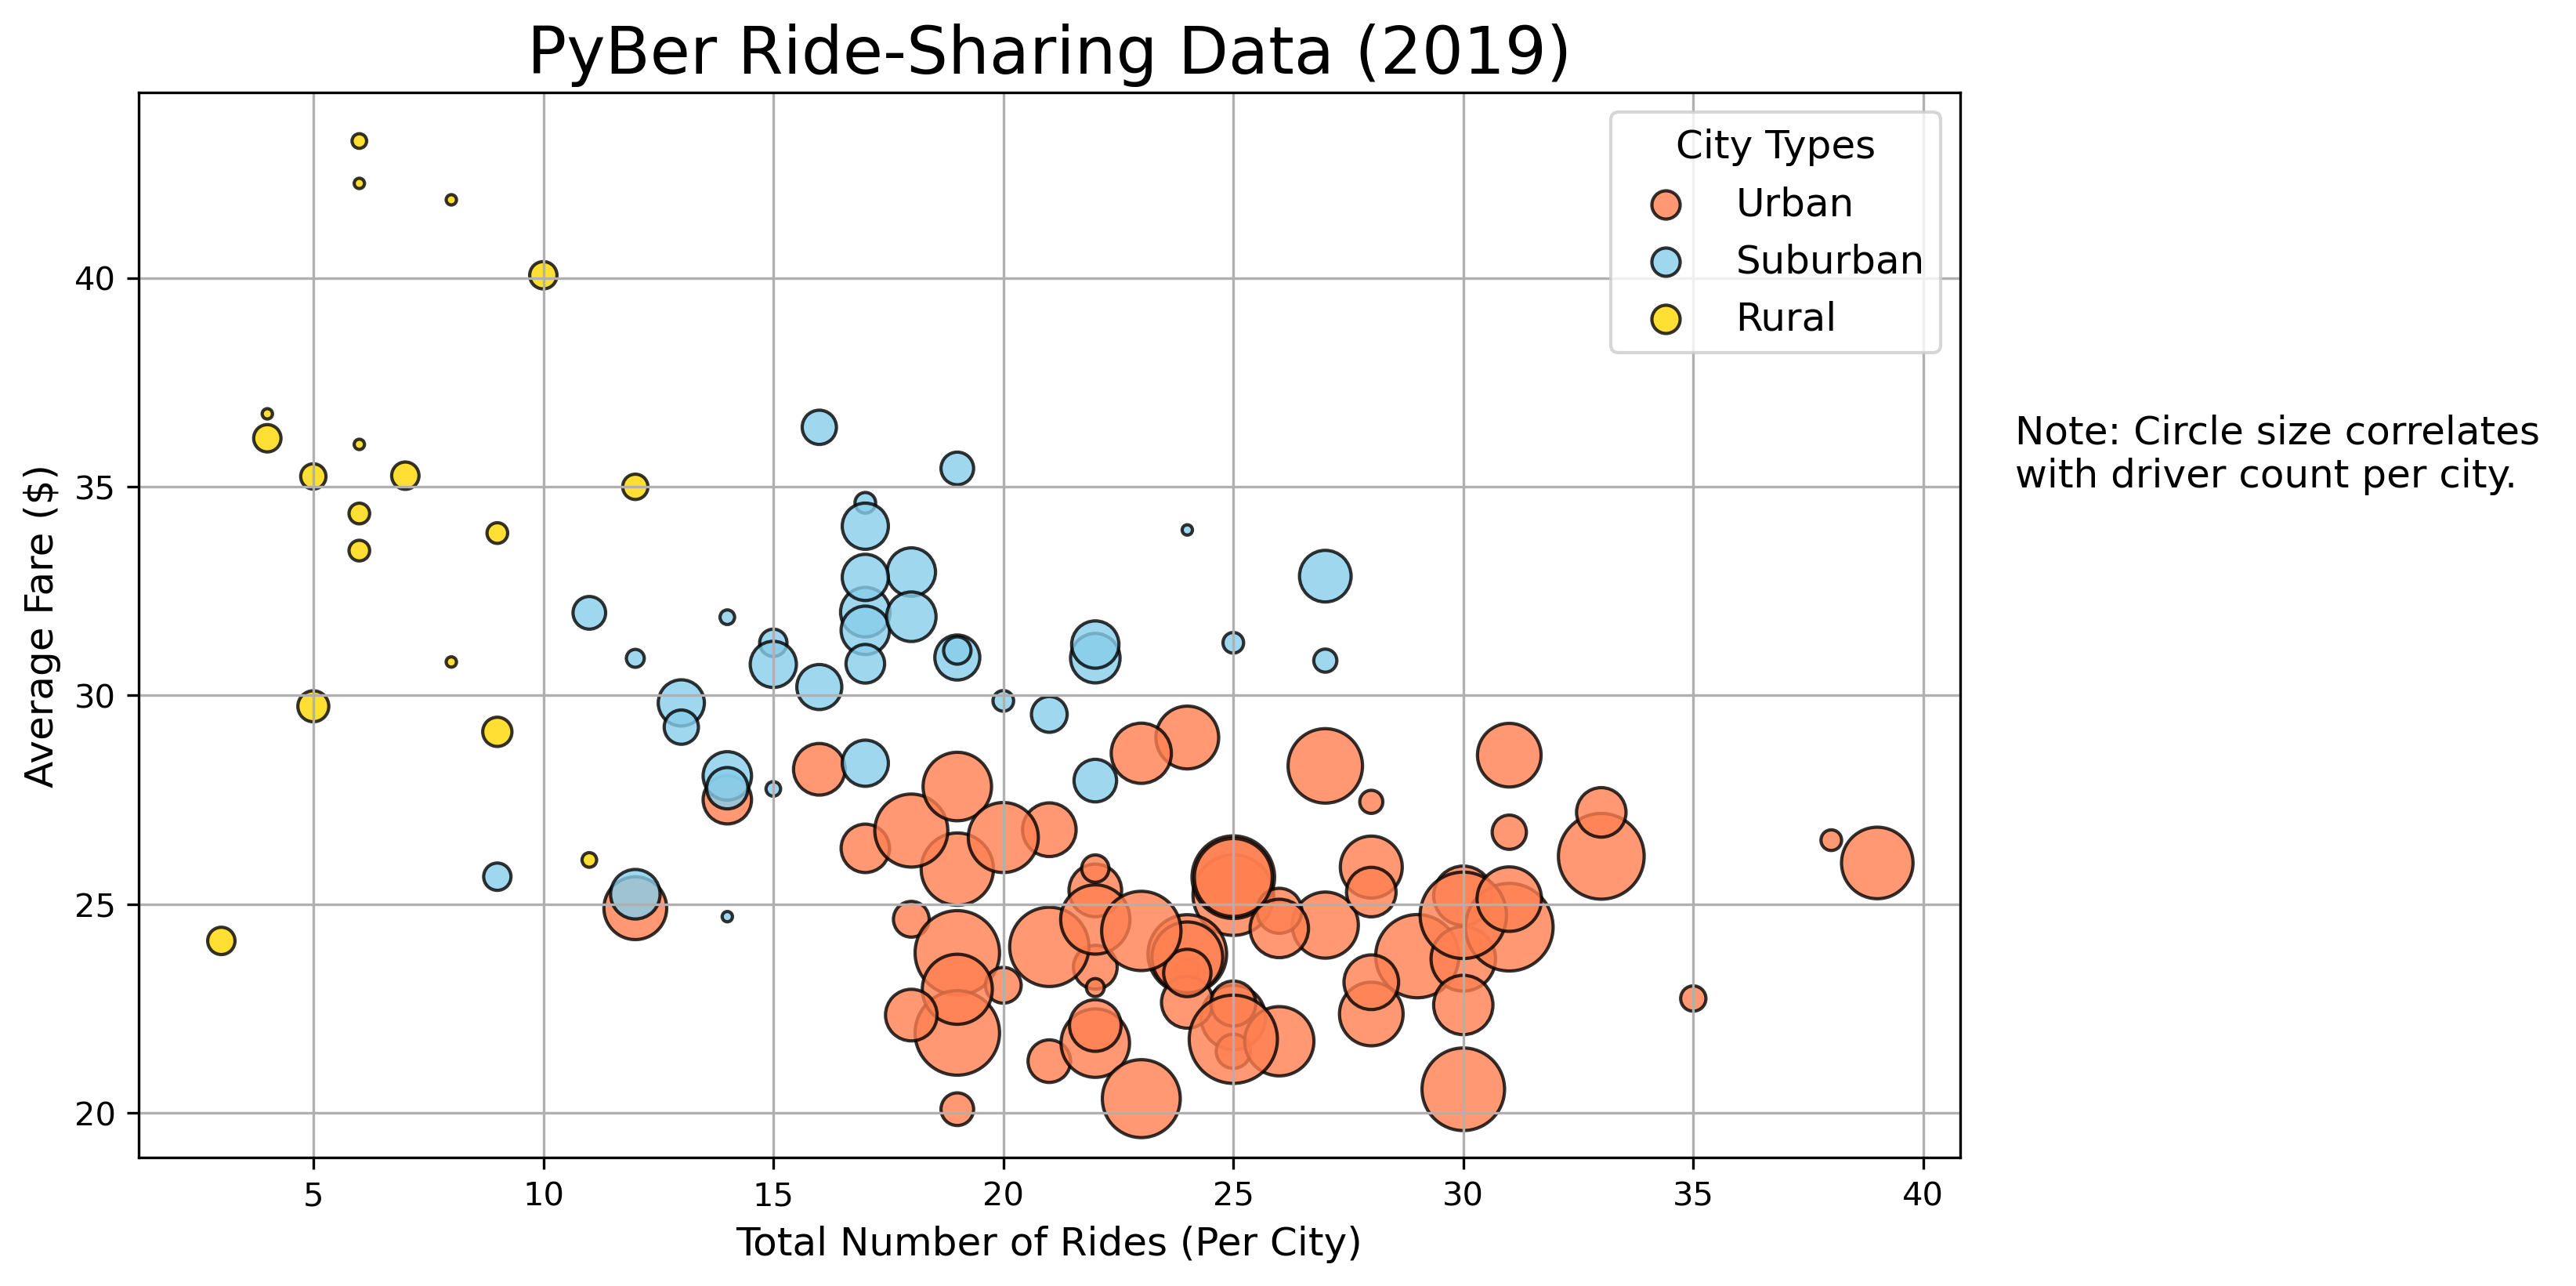 PyBer Ride-Sharing Data (2019)
City Types
Urban
Suburban
Rural
40
35
30
25
20
Average Fare ($)
Note: Circle size correlates
with driver count per city.
5 10 15 20 25 30 35 40
Total Number of Rides (Per City)